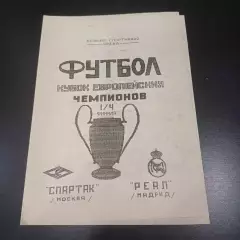 ФУТБОЛ
КУБОК ЕВРОПЕЙСКИХ
ЧЕМПИОНОВ
1/4
"СПАРТАК"
/МОСКВА/
"РЕАЛ"
/МАДРИД/